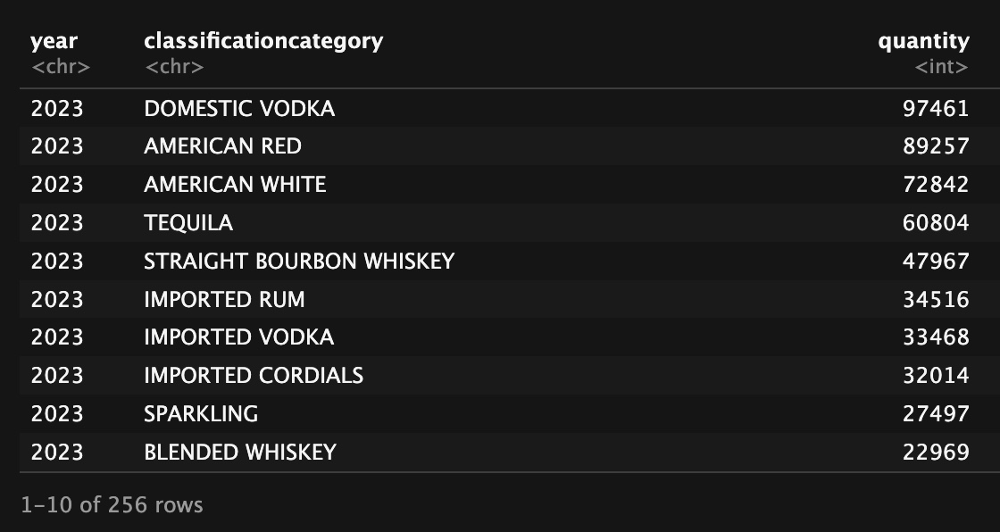 year classificationcategory quantity
<chr> <chr> <int>
2023 DOMESTIC VODKA 97461
2023 AMERICAN RED 89257
2023 AMERICAN WHITE 72842
2023 TEQUILA 60804
2023 STRAIGHT BOURBON WHISKEY 47967
2023 IMPORTED RUM 34516
2023 IMPORTED VODKA 33468
2023 IMPORTED CORDIALS 32014
2023 SPARKLING 27497
2023 BLENDED WHISKEY 22969
1–10 of 256 rows